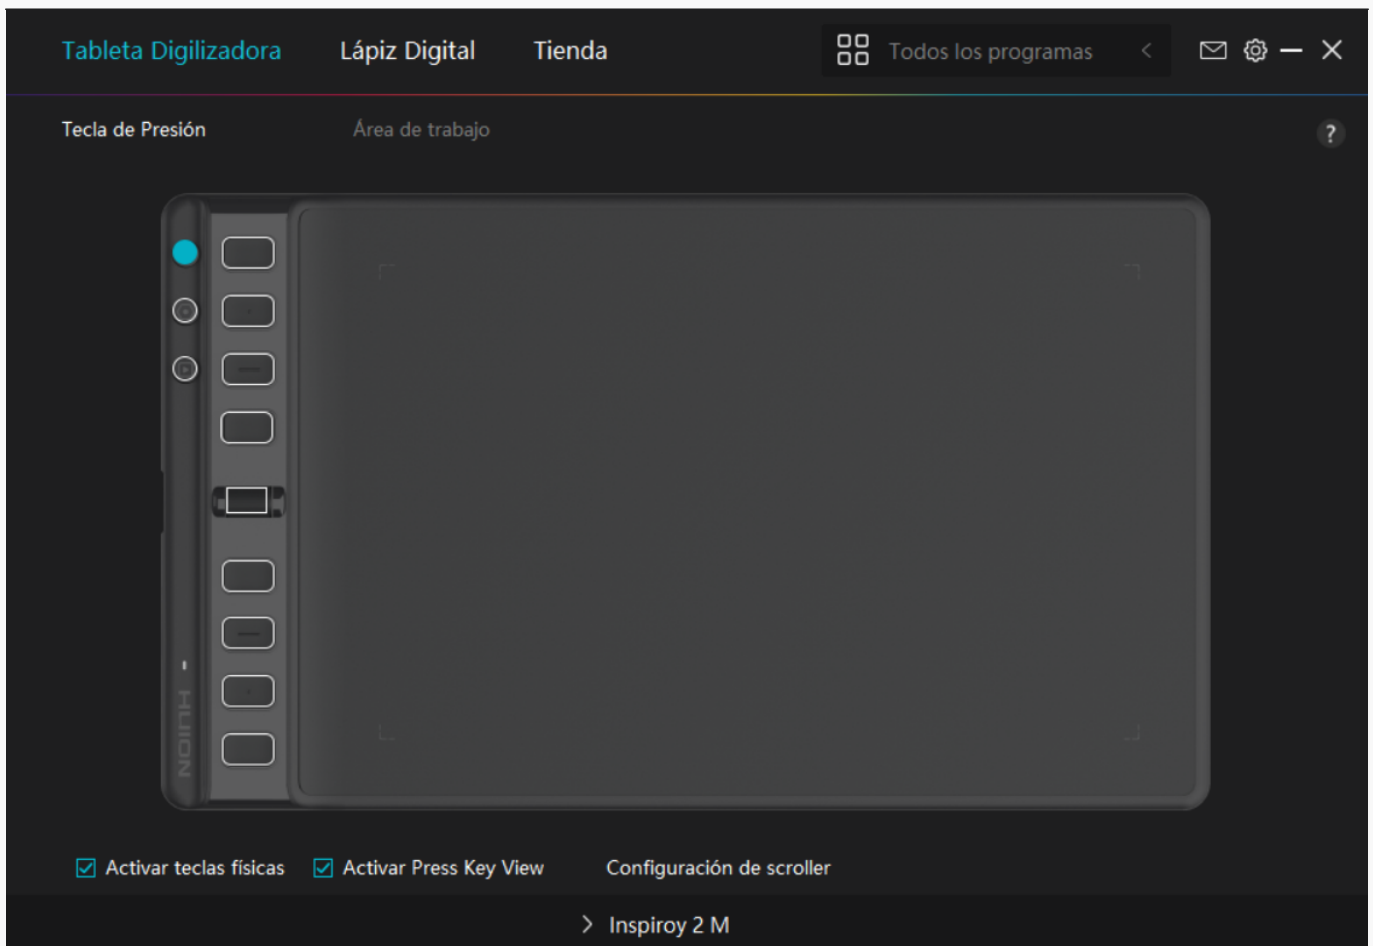 Tableta Digilizadora Lápiz Digital Tienda Todos los programas
Tecla de Presión Área de trabajo ?
HUION
Activar teclas físicas Activar Press Key View Configuración de scroller
Inspiroy 2 M